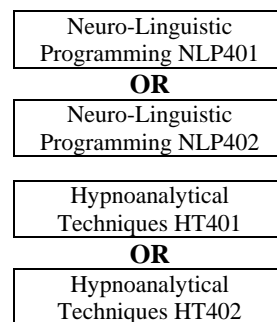 Neuro-Linguistic
Programming NLP401
OR
Neuro-Linguistic
Programming NLP402
Hypnoanalytical
Techniques HT401
OR
Hypnoanalytical
Techniques HT402